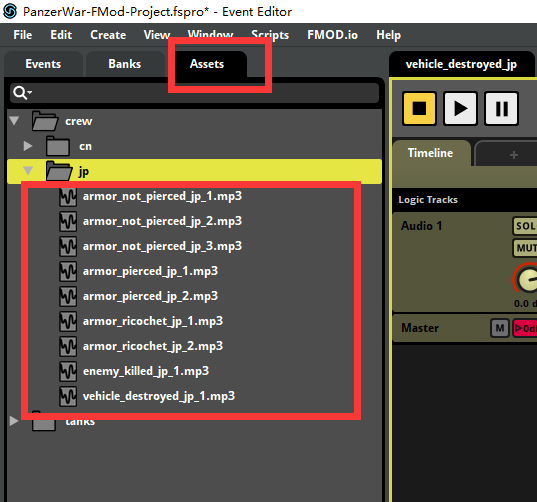 PanzerWar-FMod-Project.fspro* - Event Editor
File Edit Create View Window Scripts FMOD.io Help
Events Banks Assets vehicle_destroyed_jp
crew
cn
jp
armor_not_pierced_jp_1.mp3
armor_not_pierced_jp_2.mp3
armor_not_pierced_jp_3.mp3
armor_pierced_jp_1.mp3
armor_pierced_jp_2.mp3
armor_ricochet_jp_1.mp3
armor_ricochet_jp_2.mp3
enemy_killed_jp_1.mp3
vehicle_destroyed_jp_1.mp3
tanks
Timeline +
Logic Tracks
Audio 1 SOL
MUT
0.0 d
Master M 0d